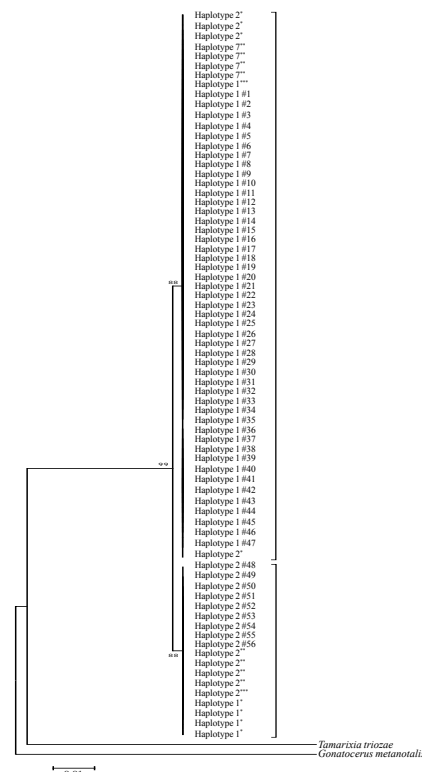 Haplotype 2*
Haplotype 2*
Haplotype 2*
Haplotype 7**
Haplotype 7**
Haplotype 7**
Haplotype 7**
Haplotype 1***
Haplotype 1 #1
Haplotype 1 #2
Haplotype 1 #3
Haplotype 1 #4
Haplotype 1 #5
Haplotype 1 #6
Haplotype 1 #7
Haplotype 1 #8
Haplotype 1 #9
Haplotype 1 #10
Haplotype 1 #11
Haplotype 1 #12
Haplotype 1 #13
Haplotype 1 #14
Haplotype 1 #15
Haplotype 1 #16
Haplotype 1 #17
Haplotype 1 #18
Haplotype 1 #19
Haplotype 1 #20
Haplotype 1 #21
Haplotype 1 #22
Haplotype 1 #23
Haplotype 1 #24
Haplotype 1 #25
Haplotype 1 #26
Haplotype 1 #27
Haplotype 1 #28
Haplotype 1 #29
Haplotype 1 #30
Haplotype 1 #31
Haplotype 1 #32
Haplotype 1 #33
Haplotype 1 #34
Haplotype 1 #35
Haplotype 1 #36
Haplotype 1 #37
Haplotype 1 #38
Haplotype 1 #39
Haplotype 1 #40
Haplotype 1 #41
Haplotype 1 #42
Haplotype 1 #43
Haplotype 1 #44
Haplotype 1 #45
Haplotype 1 #46
Haplotype 1 #47
Haplotype 2*
Haplotype 2 #48
Haplotype 2 #49
Haplotype 2 #50
Haplotype 2 #51
Haplotype 2 #52
Haplotype 2 #53
Haplotype 2 #54
Haplotype 2 #55
Haplotype 2 #56
Haplotype 2**
Haplotype 2**
Haplotype 2**
Haplotype 2**
Haplotype 2***
Haplotype 1*
Haplotype 1*
Haplotype 1*
Haplotype 1*
Tamarixia triozae
Gonatocerus metanotalis
88
99
88